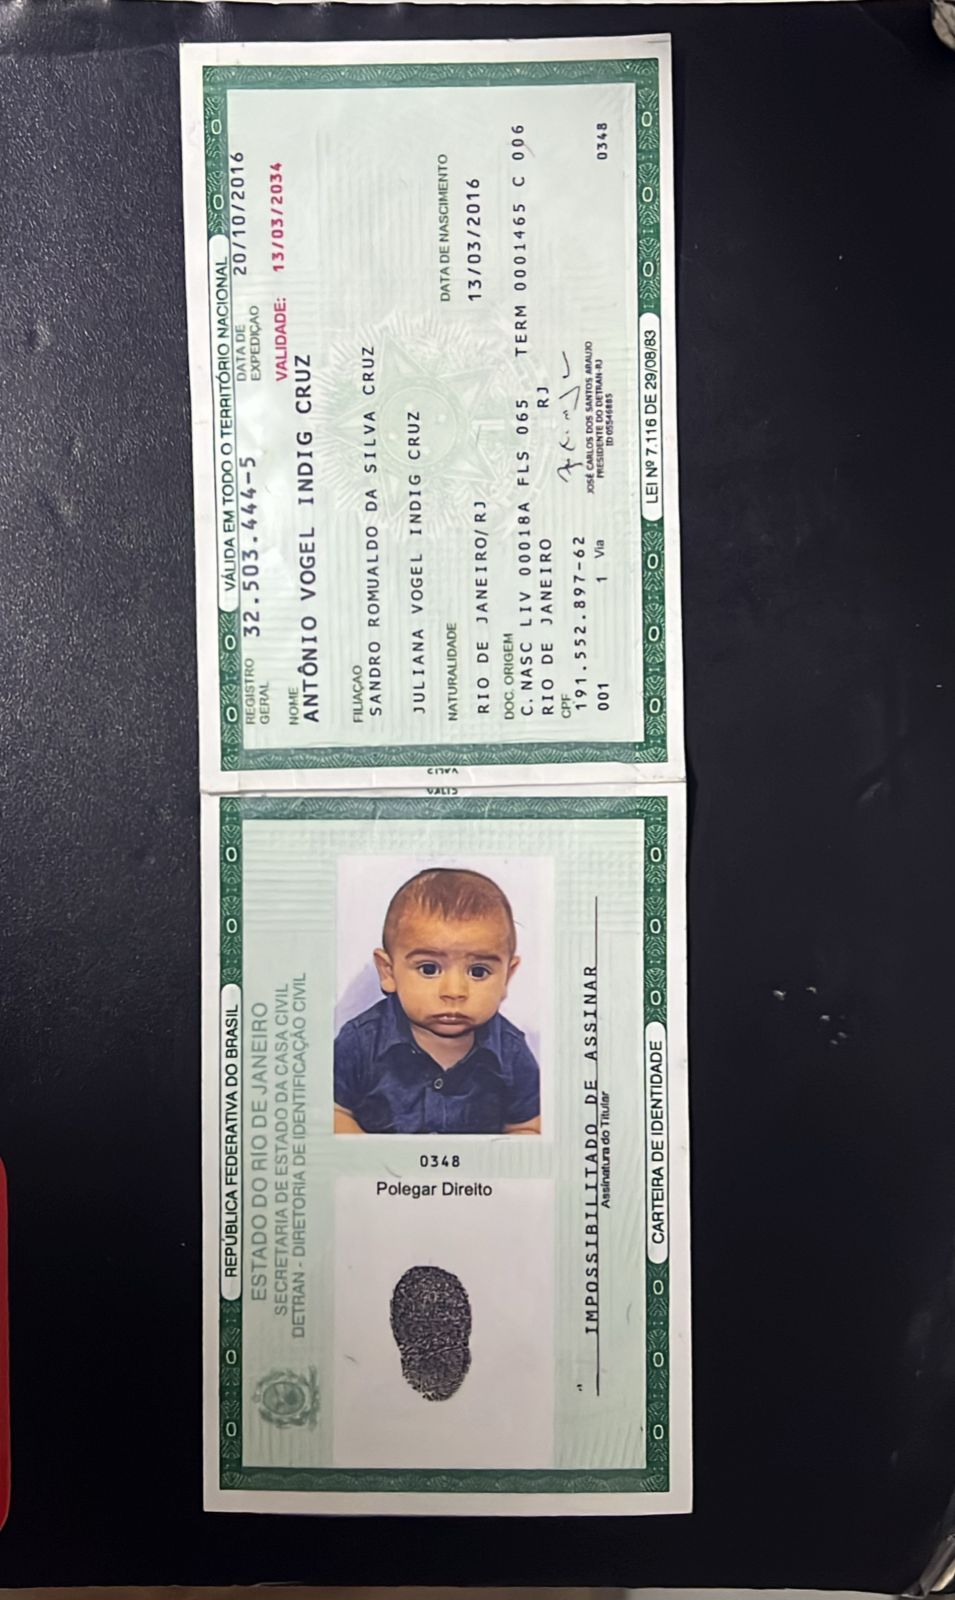 VÁLIDA EM TODO O TERRITÓRIO NACIONAL
REGISTRO GERAL 32.503.444-5 DATA DE EXPEDIÇÃO 20/10/2016
VALIDADE: 13/03/2034
NOME
ANTÔNIO VOGEL INDIG CRUZ
FILIAÇÃO
SANDRO ROMUALDO DA SILVA CRUZ
JULIANA VOGEL INDIG CRUZ
NATURALIDADE DATA DE NASCIMENTO
RIO DE JANEIRO/RJ 13/03/2016
DOC. ORIGEM
C. NASC LIV 00018A FLS 065 TERM 0001465 C 006
RIO DE JANEIRO RJ
CPF
191.552.897-62
001 1 Via 0348
JOSÉ CARLOS DOS SANTOS ARAUJO
PRESIDENTE DO DETRAN-RJ
ID 05546885
LEI Nº 7.116 DE 29/08/83
REPÚBLICA FEDERATIVA DO BRASIL
ESTADO DO RIO DE JANEIRO
SECRETARIA DE ESTADO DA CASA CIVIL
DETRAN - DIRETORIA DE IDENTIFICAÇÃO CIVIL
0348
Polegar Direito
IMPOSSIBILITADO DE ASSINAR
Assinatura do Titular
CARTEIRA DE IDENTIDADE